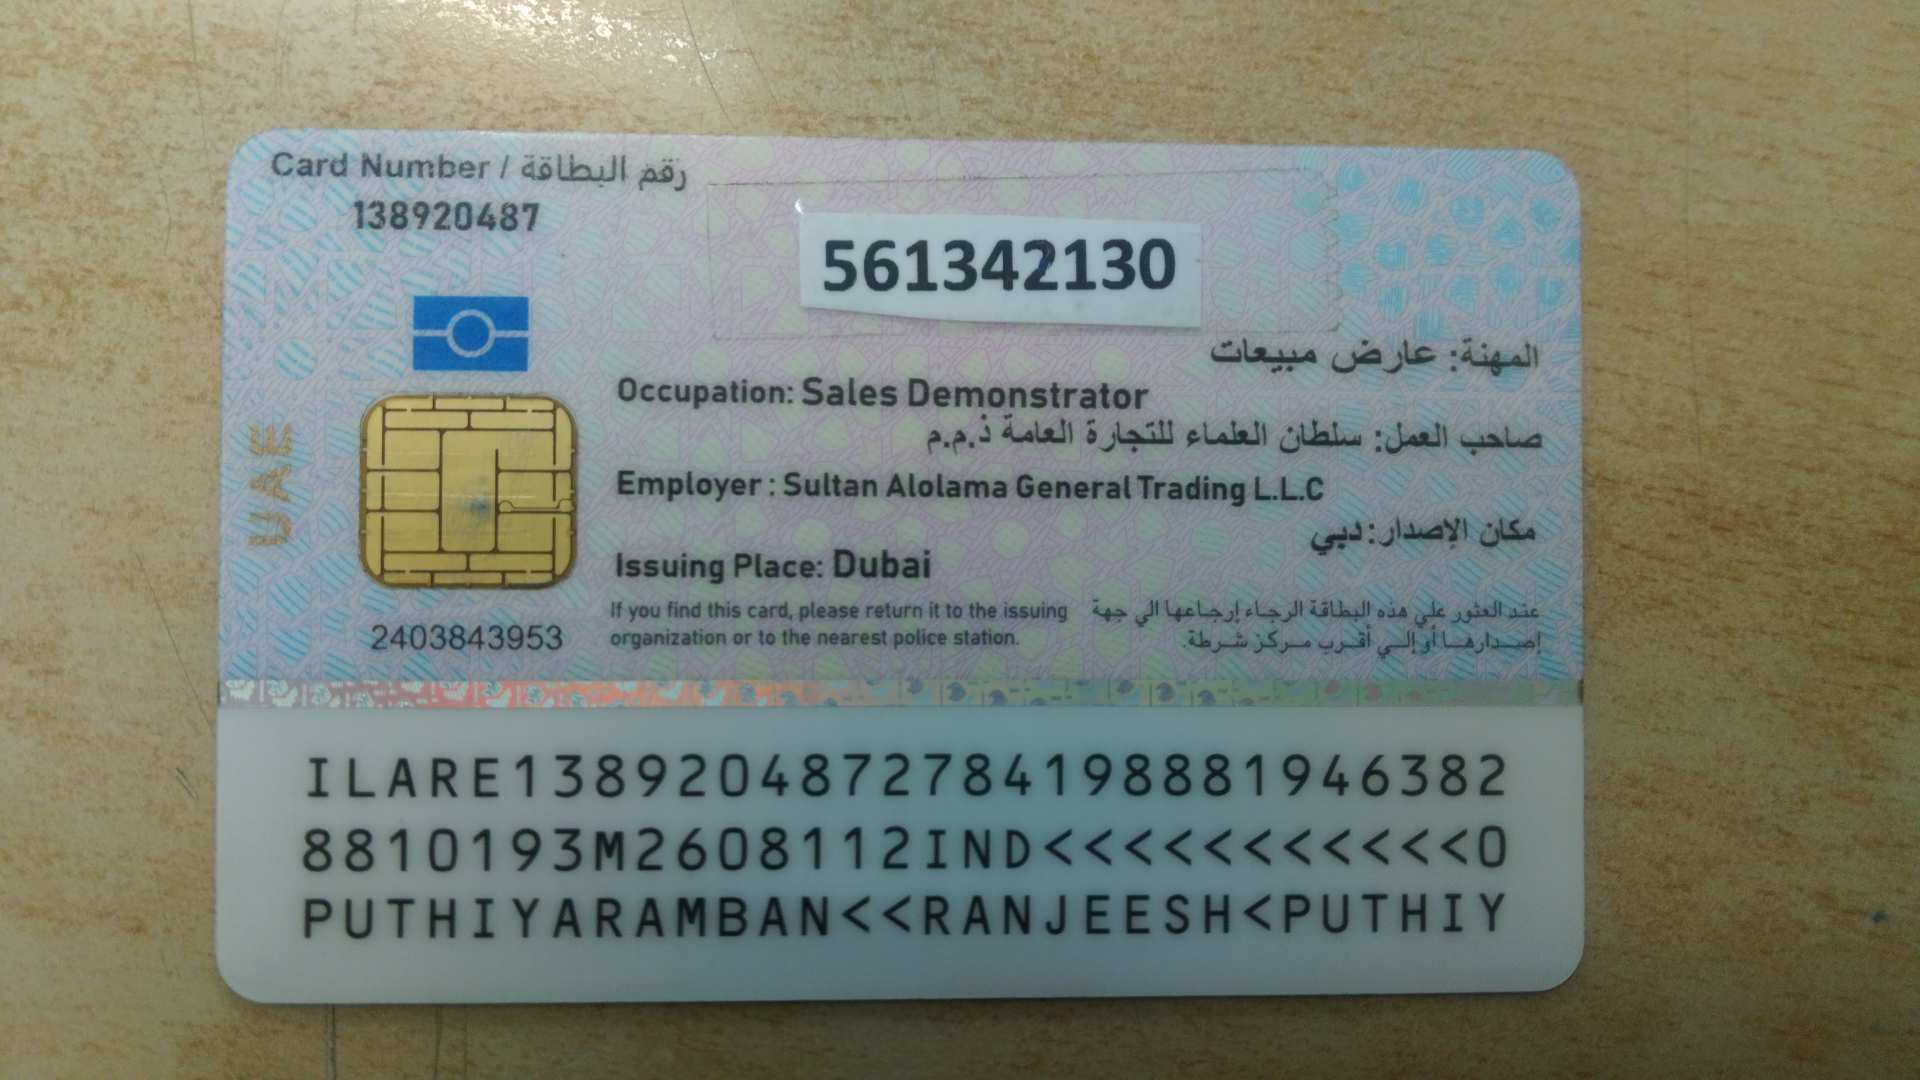 Card Number / رقم البطاقة
138920487
561342130
المهنة: عارض مبيعات
Occupation: Sales Demonstrator
صاحب العمل: سلطان العلماء للتجارة العامة ذ.م.م
Employer : Sultan Alolama General Trading L.L.C
مكان الإصدار: دبي
Issuing Place: Dubai
UAE
2403843953
If you find this card, please return it to the issuing
organization or to the nearest police station.
عند العثور علي هذه البطاقة الرجاء إرجاعها الي جهة
إصدارها أو إلي أقرب مركز شرطة.
ILARE1389204872784198881946382
8810193M2608112IND<<<<<<<<<<<0
PUTHIYARAMBAN<<RANJEESH<PUTHIY